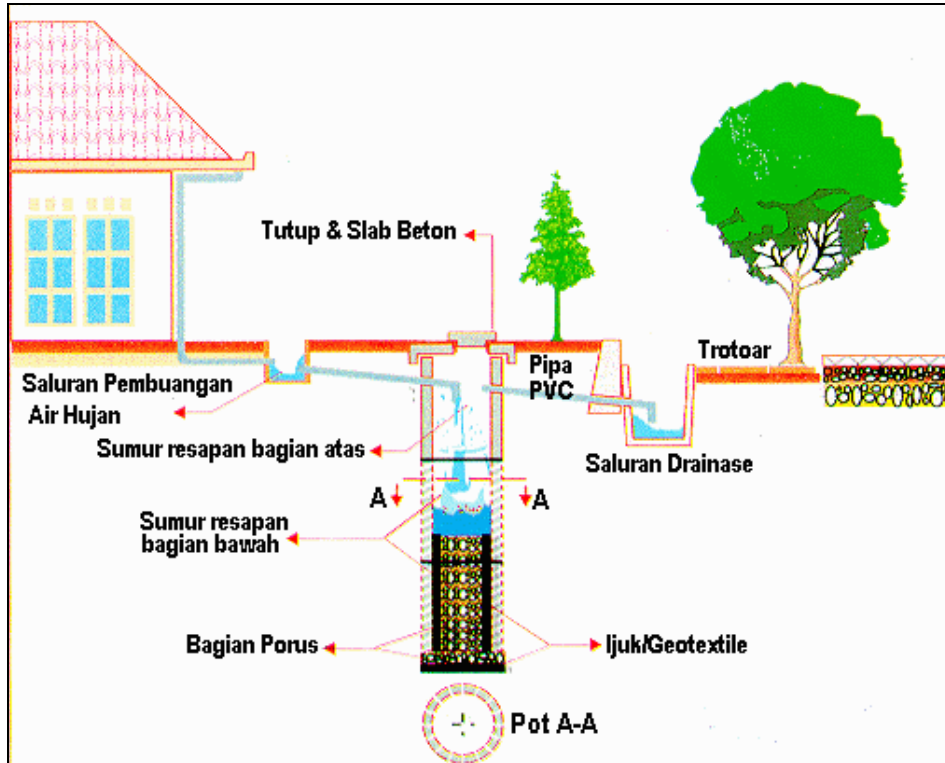 Tutup & Slab Beton
Pipa
PVC
Trotoar
Saluran Pembuangan
Air Hujan
Sumur resapan bagian atas
Saluran Drainase
A
A
Sumur resapan
bagian bawah
Bagian Porus
Ijuk/Geotextile
Pot A-A